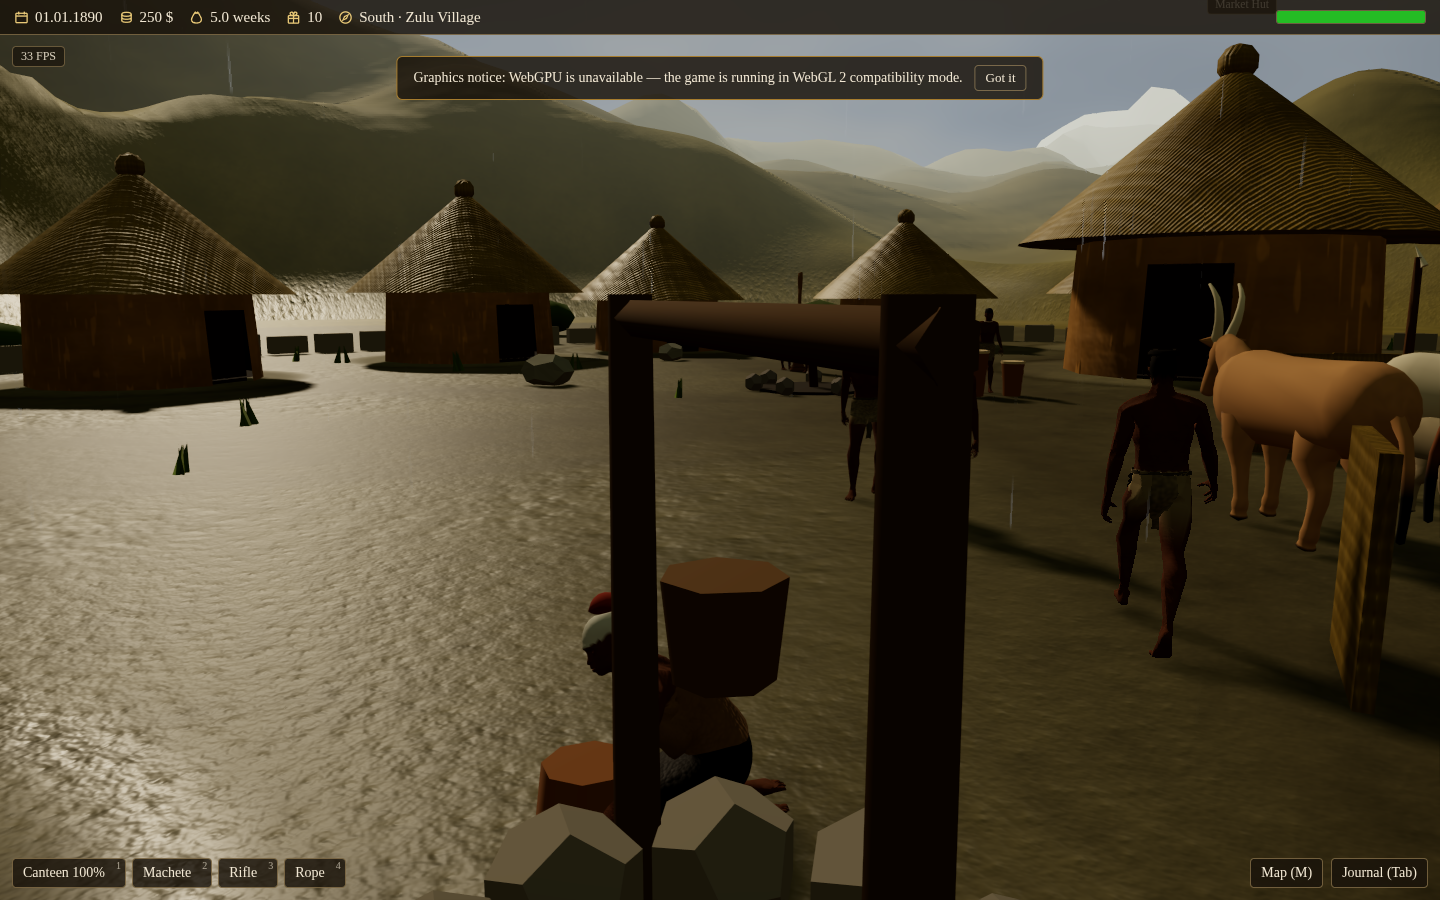 01.01.1890 250 $ 5.0 weeks 10 South · Zulu Village
Market Hut
33 FPS
Graphics notice: WebGPU is unavailable — the game is running in WebGL 2 compatibility mode. Got it
Canteen 100% 1 Machete 2 Rifle 3 Rope 4
Map (M) Journal (Tab)